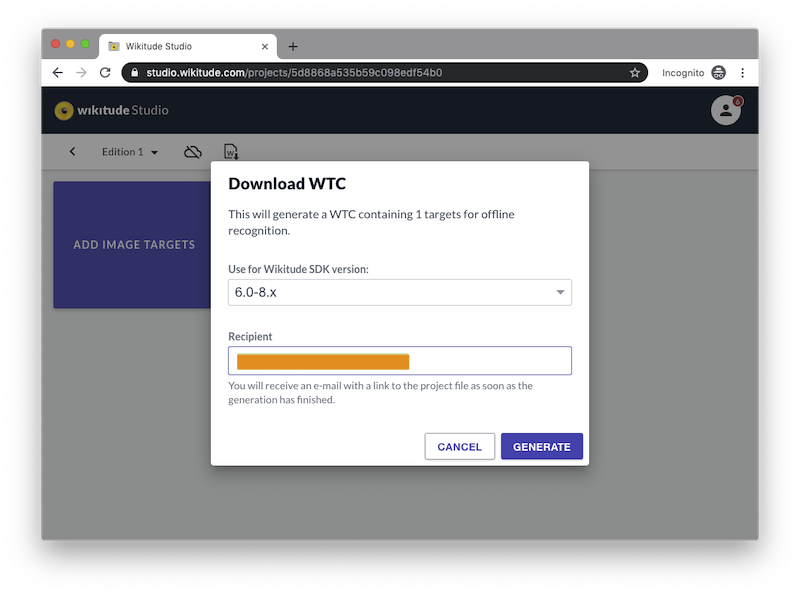 Wikitude Studio
studio.wikitude.com/projects/5d8868a535b59c098edf54b0
Incognito
wikitude Studio
6
Edition 1
W
Download WTC
This will generate a WTC containing 1 targets for offline
recognition.
ADD IMAGE TARGETS
Use for Wikitude SDK version:
6.0-8.x
Recipient
You will receive an e-mail with a link to the project file as soon as the
generation has finished.
CANCEL
GENERATE